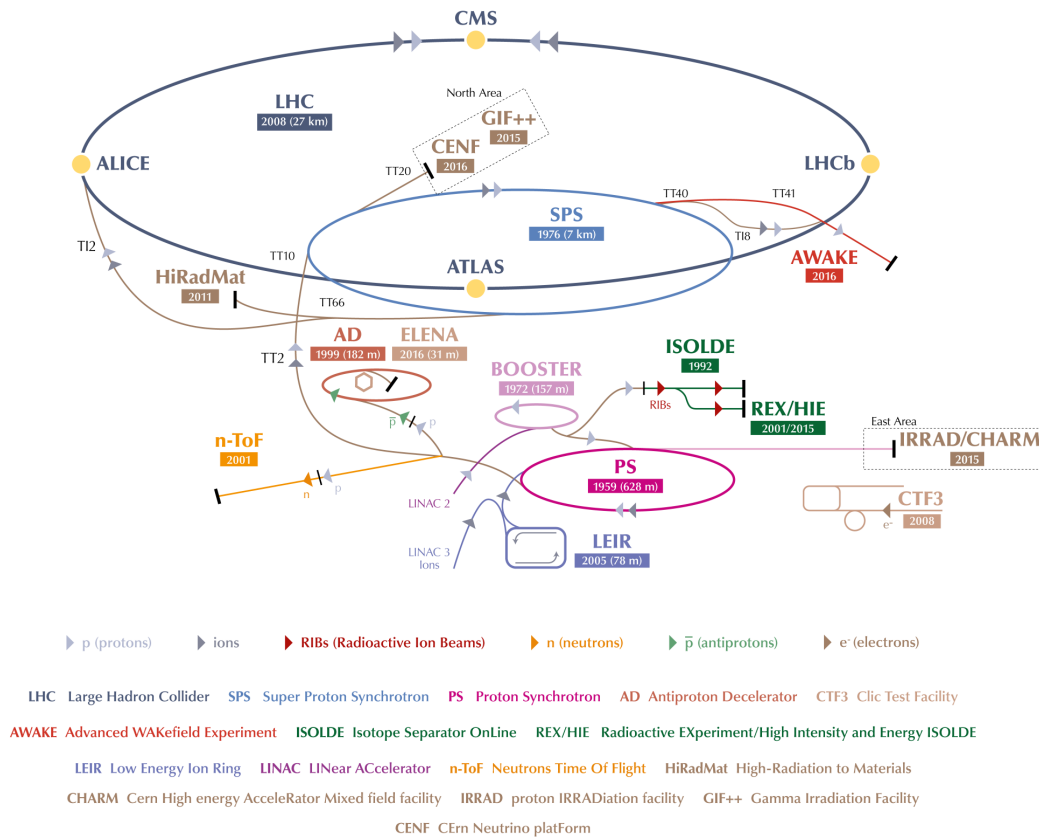 CMS
North Area
LHC
2008 (27 km)
GIF++
2015
CENF
2016
ALICE
LHCb
TT20
TT40
TT41
SPS
1976 (7 km)
TI8
TI2
TT10
AWAKE
2016
ATLAS
HiRadMat
2011
TT66
AD
1999 (182 m)
ELENA
2016 (31 m)
TT2
BOOSTER
1972 (157 m)
ISOLDE
1992
RIBs
REX/HIE
2001/2015
East Area
p̅
p
IRRAD/CHARM
2015
n-ToF
2001
n
p
PS
1959 (628 m)
LINAC 2
CTF3
2008
e-
LINAC 3
Ions
LEIR
2005 (78 m)
p (protons) ions RIBs (Radioactive Ion Beams) n (neutrons) p̅ (antiprotons) e- (electrons)
LHC Large Hadron Collider SPS Super Proton Synchrotron PS Proton Synchrotron AD Antiproton Decelerator CTF3 Clic Test Facility
AWAKE Advanced WAKefield Experiment ISOLDE Isotope Separator OnLine REX/HIE Radioactive EXperiment/High Intensity and Energy ISOLDE
LEIR Low Energy Ion Ring LINAC LINear ACcelerator n-ToF Neutrons Time Of Flight HiRadMat High-Radiation to Materials
CHARM Cern High energy AcceleRator Mixed field facility IRRAD proton IRRADiation facility GIF++ Gamma Irradiation Facility
CENF CErn Neutrino platForm